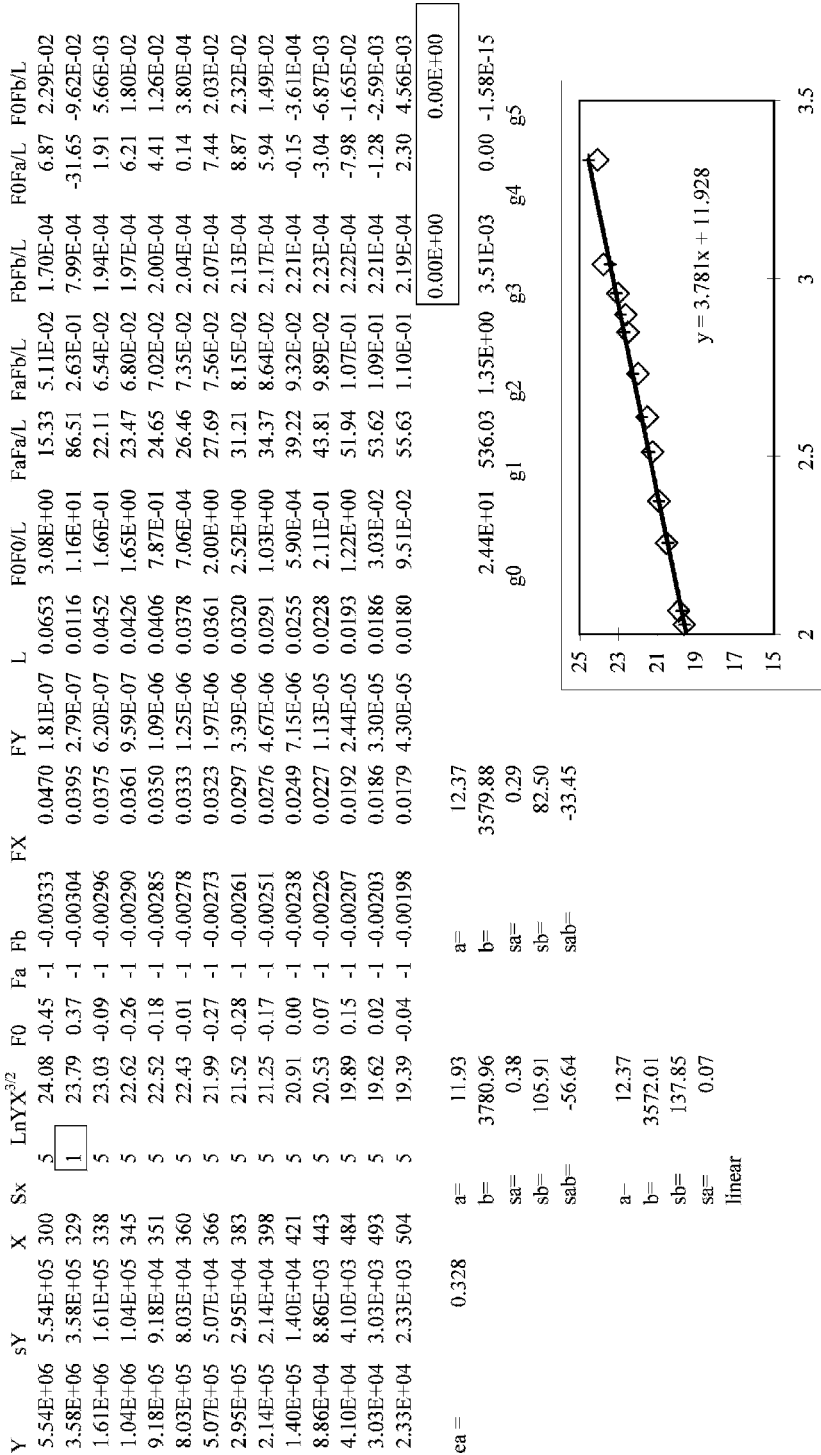 Y sY X Sx LnYX3/2 F0 Fa Fb FX FY L F0F0/L FaFa/L FaFb/L FbFb/L F0Fa/L F0Fb/L
5.54E+06 5.54E+05 300 5 24.08 -0.45 -1 -0.00333 0.0470 1.81E-07 0.0653 3.08E+00 15.33 5.11E-02 1.70E-04 6.87 2.29E-02
3.58E+06 3.58E+05 329 1 23.79 0.37 -1 -0.00304 0.0395 2.79E-07 0.0116 1.16E+01 86.51 2.63E-01 7.99E-04 -31.65 -9.62E-02
1.61E+06 1.61E+05 338 5 23.03 -0.09 -1 -0.00296 0.0375 6.20E-07 0.0452 1.66E-01 22.11 6.54E-02 1.94E-04 1.91 5.66E-03
1.04E+06 1.04E+05 345 5 22.62 -0.26 -1 -0.00290 0.0361 9.59E-07 0.0426 1.65E+00 23.47 6.80E-02 1.97E-04 6.21 1.80E-02
9.18E+05 9.18E+04 351 5 22.52 -0.18 -1 -0.00285 0.0350 1.09E-06 0.0406 7.87E-01 24.65 7.02E-02 2.00E-04 4.41 1.26E-02
8.03E+05 8.03E+04 360 5 22.43 -0.01 -1 -0.00278 0.0333 1.25E-06 0.0378 7.06E-04 26.46 7.35E-02 2.04E-04 0.14 3.80E-04
5.07E+05 5.07E+04 366 5 21.99 -0.27 -1 -0.00273 0.0323 1.97E-06 0.0361 2.00E+00 27.69 7.56E-02 2.07E-04 7.44 2.03E-02
2.95E+05 2.95E+04 383 5 21.52 -0.28 -1 -0.00261 0.0297 3.39E-06 0.0320 2.52E+00 31.21 8.15E-02 2.13E-04 8.87 2.32E-02
2.14E+05 2.14E+04 398 5 21.25 -0.17 -1 -0.00251 0.0276 4.67E-06 0.0291 1.03E+00 34.37 8.64E-02 2.17E-04 5.94 1.49E-02
1.40E+05 1.40E+04 421 5 20.91 0.00 -1 -0.00238 0.0249 7.15E-06 0.0255 5.90E-04 39.22 9.32E-02 2.21E-04 -0.15 -3.61E-04
8.86E+04 8.86E+03 443 5 20.53 0.07 -1 -0.00226 0.0227 1.13E-05 0.0228 2.11E-01 43.81 9.89E-02 2.23E-04 -3.04 -6.87E-03
4.10E+04 4.10E+03 484 5 19.89 0.15 -1 -0.00207 0.0192 2.44E-05 0.0193 1.22E+00 51.94 1.07E-01 2.22E-04 -7.98 -1.65E-02
3.03E+04 3.03E+03 493 5 19.62 0.02 -1 -0.00203 0.0186 3.30E-05 0.0186 3.03E-02 53.62 1.09E-01 2.21E-04 -1.28 -2.59E-03
2.33E+04 2.33E+03 504 5 19.39 -0.04 -1 -0.00198 0.0179 4.30E-05 0.0180 9.51E-02 55.63 1.10E-01 2.19E-04 2.30 4.56E-03
0.00E+00 0.00E+00
ea = 0.328 a= 11.93 a= 12.37 2.44E+01 536.03 1.35E+00 3.51E-03 0.00 -1.58E-15
b= 3780.96 b= 3579.88 g0 g1 g2 g3 g4 g5
sa= 0.38 sa= 0.29
sb= 105.91 sb= 82.50
sab= -56.64 sab= -33.45
a- 12.37
b= 3572.01
sb= 137.85
sa= 0.07
linear
25
23
21
19
17
15
y = 3.781x + 11.928
2 2.5 3 3.5